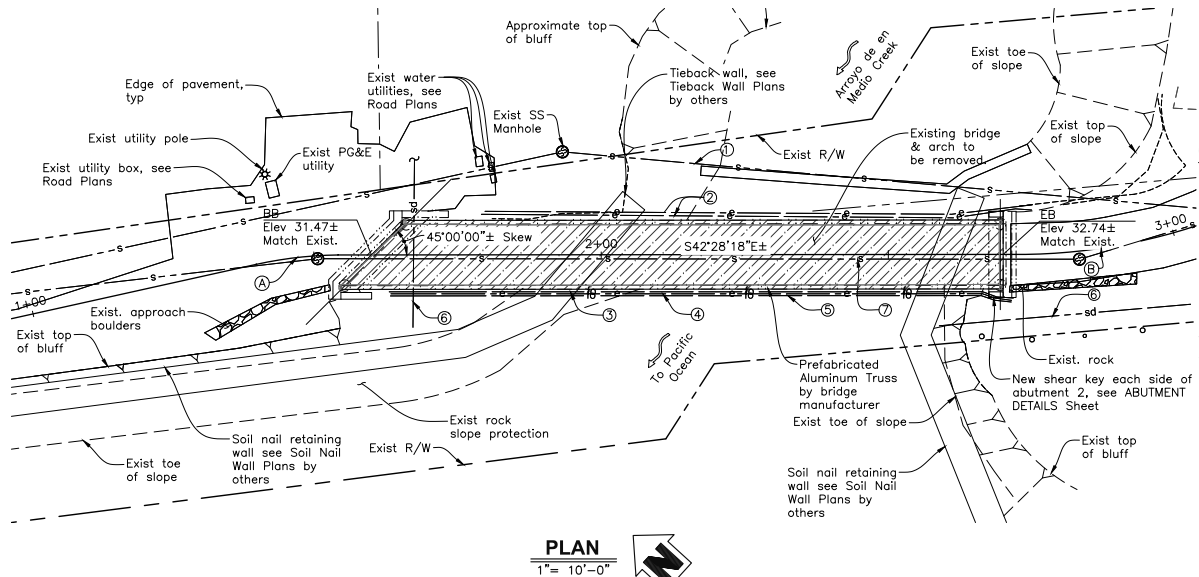 Approximate top
of bluff
Arroyo de en
Medio Creek
Exist toe
of slope
Edge of pavement,
typ
Exist water
utilities, see
Road Plans
Tieback wall, see
Tieback Wall Plans
by others
Exist SS
Manhole
Exist utility pole
Exist PG&E
utility
Exist utility box, see
Road Plans
1
Exist R/W
Existing bridge
& arch to
be removed.
Exist top
of slope
s
s
s
s
s
sd
2
BB
Elev 31.47±
Match Exist.
45°00'00"± Skew
2+00
S42°28'18"E±
EB
Elev 32.74±
Match Exist.
3+00
s
s
A
s
s
s
7
s
B
s
1+00
Exist. approach
boulders
6
3
4
5
6
sd
Exist top
of bluff
To Pacific
Ocean
Prefabricated
Aluminum Truss
by bridge
manufacturer
Exist. rock
New shear key each side of
abutment 2, see ABUTMENT
DETAILS Sheet
Exist toe of slope
Exist rock
slope protection
Exist R/W
Soil nail retaining
wall see Soil Nail
Wall Plans by
others
Exist toe
of slope
Exist top
of bluff
Soil nail retaining
wall see Soil Nail
Wall Plans by
others
PLAN
1"= 10'-0"
N